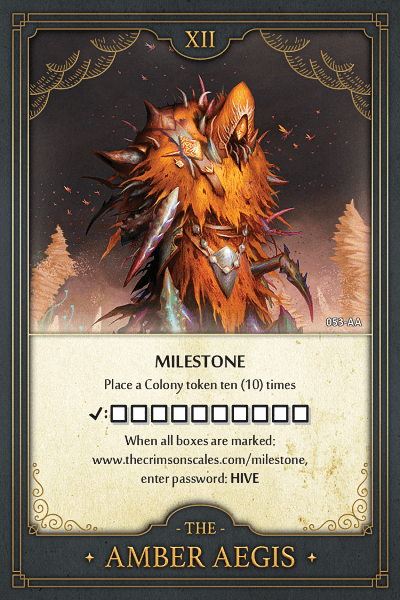 XII
053-AA
MILESTONE
Place a Colony token ten (10) times
✓:□□□□□□□□□□
When all boxes are marked:
www.thecrimsonscales.com/milestone,
enter password: HIVE
- THE -
AMBER AEGIS